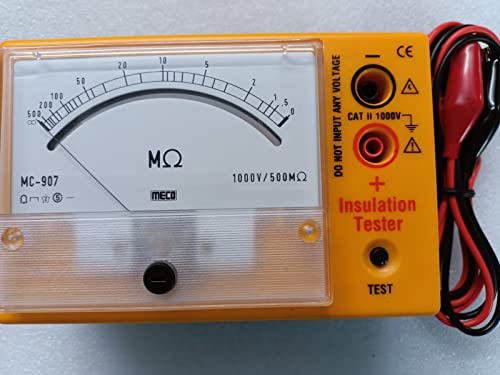 ∞ 500 200 100 50 20 10 5 2 1 .5 0
MΩ
MC-907
1000V/500MΩ
MECO
5
DO NOT INPUT ANY VOLTAGE
−
CE
CAT II 1000V
+
Insulation
Tester
TEST